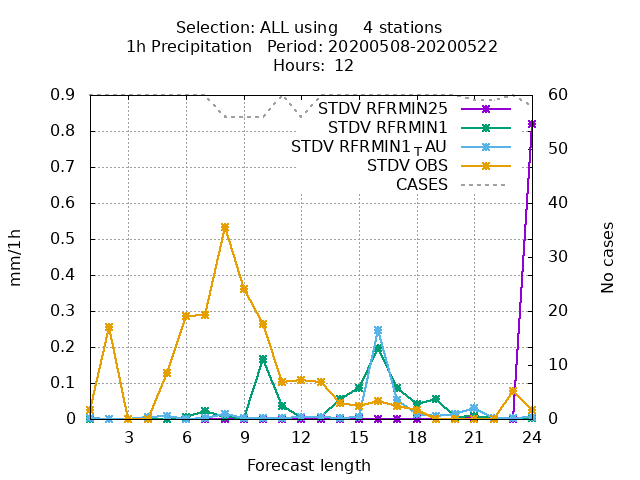 Selection: ALL using     4 stations
1h Precipitation   Period: 20200508-20200522
Hours: 12
0.9
0.8
0.7
0.6
0.5
0.4
0.3
0.2
0.1
0
mm/1h
STDV RFRMIN25
STDV RFRMIN1
STDV RFRMIN1TAU
STDV OBS
CASES
60
50
40
30
20
10
0
No cases
3 6 9 12 15 18 21 24
Forecast length